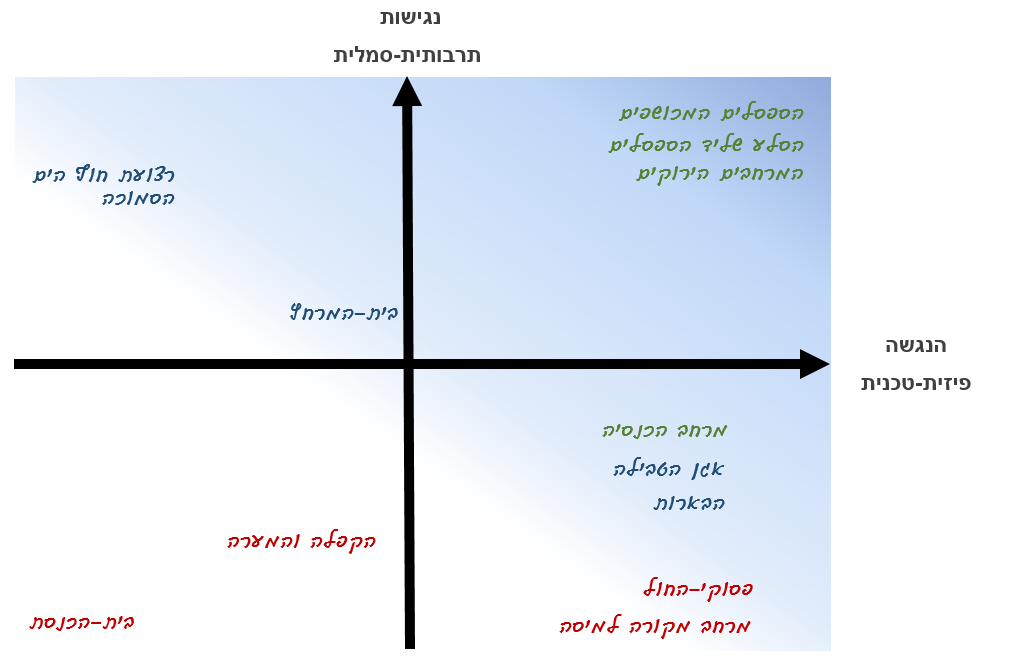 נגישות
תרבותית-סמלית
הספסלים המכושפים
הסלע שליד הספסלים
המרחבים הירוקים
רצועת חוף הים
הסמוכה
בית-המרחץ
הנגשה
פיזית-טכנית
מרחב הכנסיה
אגן הטבילה
הבארות
הקפלה והמערה
פסוקי-החול
מרחב מקורה למיסה
בית-הכנסת